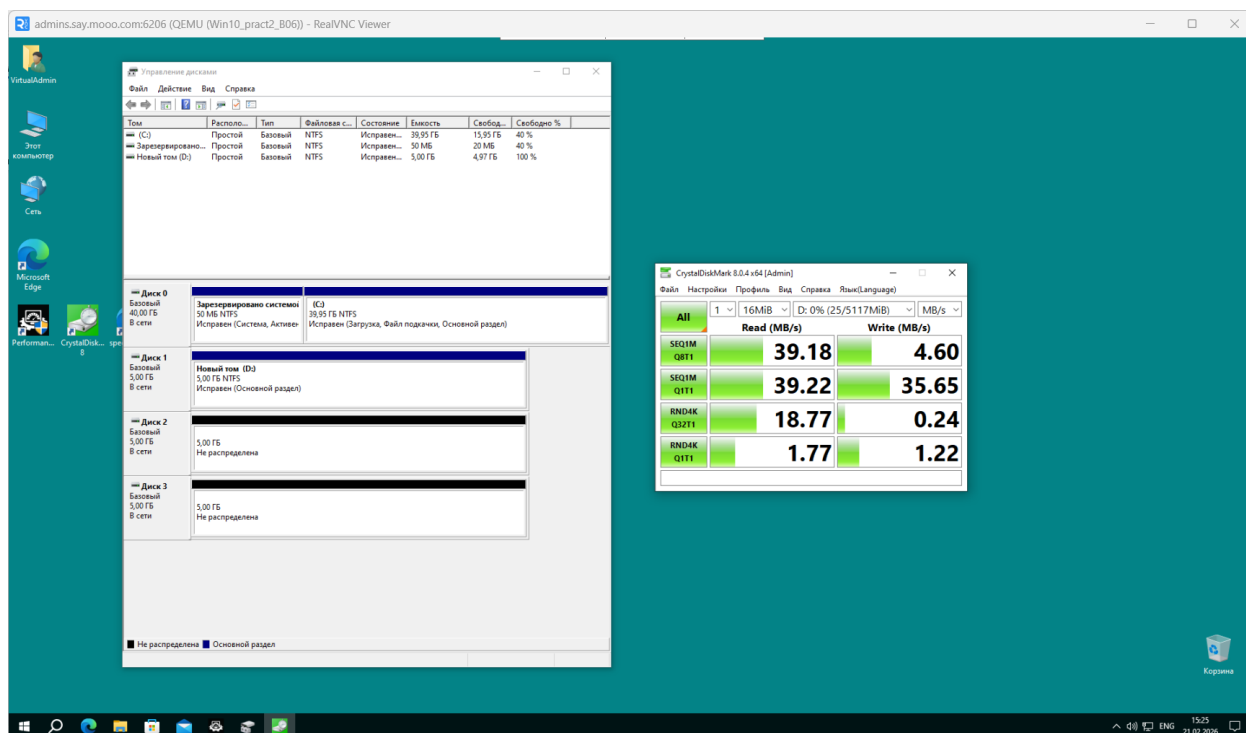 admins.say.mooo.com:6206 (QEMU (Win10_pract2_B06)) - RealVNC Viewer
VirtualAdmin
Этот
компьютер
Сеть
Microsoft
Edge
Performan...
CrystalDisk...
8
spe
Управление дисками
Файл Действие Вид Справка
Том Располо... Тип Файловая с... Состояние Емкость Свобод... Свободно %
(C:) Простой Базовый NTFS Исправен... 39,95 ГБ 15,95 ГБ 40 %
Зарезервировано... Простой Базовый NTFS Исправен... 50 МБ 20 МБ 40 %
Новый том (D:) Простой Базовый NTFS Исправен... 5,00 ГБ 4,97 ГБ 100 %
Диск 0
Базовый
40,00 ГБ
В сети
Зарезервировано системой
50 МБ NTFS
Исправен (Система, Активен
(C:)
39,95 ГБ NTFS
Исправен (Загрузка, Файл подкачки, Основной раздел)
Диск 1
Базовый
5,00 ГБ
В сети
Новый том (D:)
5,00 ГБ NTFS
Исправен (Основной раздел)
Диск 2
Базовый
5,00 ГБ
В сети
5,00 ГБ
Не распределена
Диск 3
Базовый
5,00 ГБ
В сети
5,00 ГБ
Не распределена
Не распределена Основной раздел
CrystalDiskMark 8.0.4 x64 [Admin]
Файл Настройки Профиль Вид Справка Язык(Language)
All 1 16MiB D: 0% (25/5117MiB) MB/s
Read (MB/s) Write (MB/s)
SEQ1M
Q8T1
39.18 4.60
SEQ1M
Q1T1
39.22 35.65
RND4K
Q32T1
18.77 0.24
RND4K
Q1T1
1.77 1.22
Корзина
ENG
15:25
21.02.2026